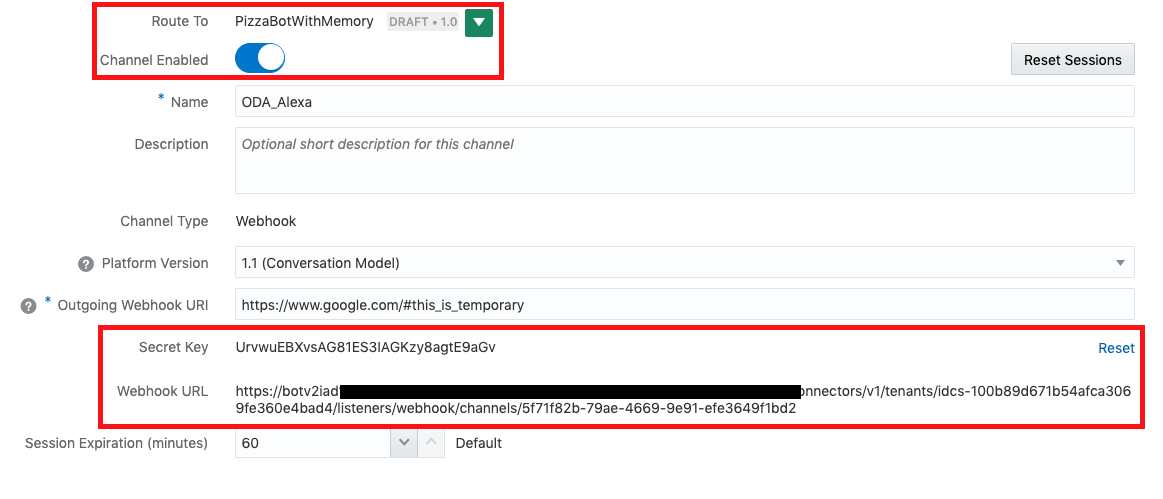 Route To PizzaBotWithMemory DRAFT • 1.0
Channel Enabled Reset Sessions
* Name ODA_Alexa
Description Optional short description for this channel
Channel Type Webhook
? Platform Version 1.1 (Conversation Model)
? * Outgoing Webhook URI https://www.google.com/#this_is_temporary
Secret Key UrvwuEBXvsAG81ES3IAGKzy8agtE9aGv Reset
Webhook URL https://botv2iad onnectors/v1/tenants/idcs-100b89d671b54afca306
9fe360e4bad4/listeners/webhook/channels/5f71f82b-79ae-4669-9e91-efe3649f1bd2
Session Expiration (minutes) 60 Default